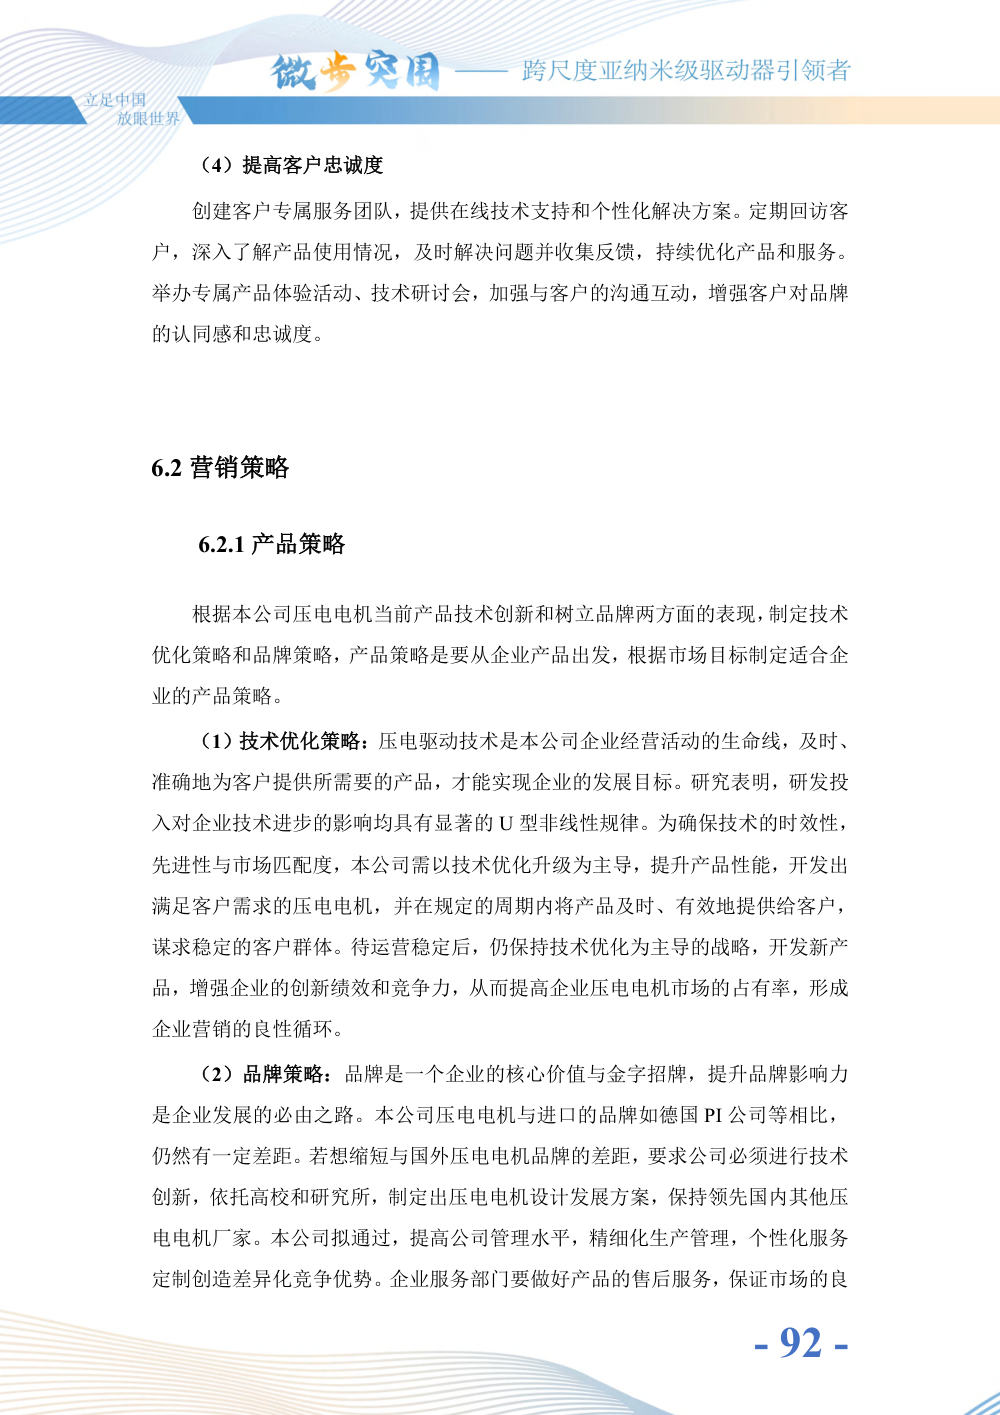 微步突围 —— 跨尺度亚纳米级驱动器引领者
立足中国
放眼世界
（4）提高客户忠诚度
创建客户专属服务团队，提供在线技术支持和个性化解决方案。定期回访客
户，深入了解产品使用情况，及时解决问题并收集反馈，持续优化产品和服务。
举办专属产品体验活动、技术研讨会，加强与客户的沟通互动，增强客户对品牌
的认同感和忠诚度。
6.2 营销策略
6.2.1 产品策略
根据本公司压电电机当前产品技术创新和树立品牌两方面的表现，制定技术
优化策略和品牌策略，产品策略是要从企业产品出发，根据市场目标制定适合企
业的产品策略。
（1）技术优化策略：压电驱动技术是本公司企业经营活动的生命线，及时、
准确地为客户提供所需要的产品，才能实现企业的发展目标。研究表明，研发投
入对企业技术进步的影响均具有显著的 U 型非线性规律。为确保技术的时效性，
先进性与市场匹配度，本公司需以技术优化升级为主导，提升产品性能，开发出
满足客户需求的压电电机，并在规定的周期内将产品及时、有效地提供给客户，
谋求稳定的客户群体。待运营稳定后，仍保持技术优化为主导的战略，开发新产
品，增强企业的创新绩效和竞争力，从而提高企业压电电机市场的占有率，形成
企业营销的良性循环。
（2）品牌策略：品牌是一个企业的核心价值与金字招牌，提升品牌影响力
是企业发展的必由之路。本公司压电电机与进口的品牌如德国 PI 公司等相比，
仍然有一定差距。若想缩短与国外压电电机品牌的差距，要求公司必须进行技术
创新，依托高校和研究所，制定出压电电机设计发展方案，保持领先国内其他压
电电机厂家。本公司拟通过，提高公司管理水平，精细化生产管理，个性化服务
定制创造差异化竞争优势。企业服务部门要做好产品的售后服务，保证市场的良
- 92 -